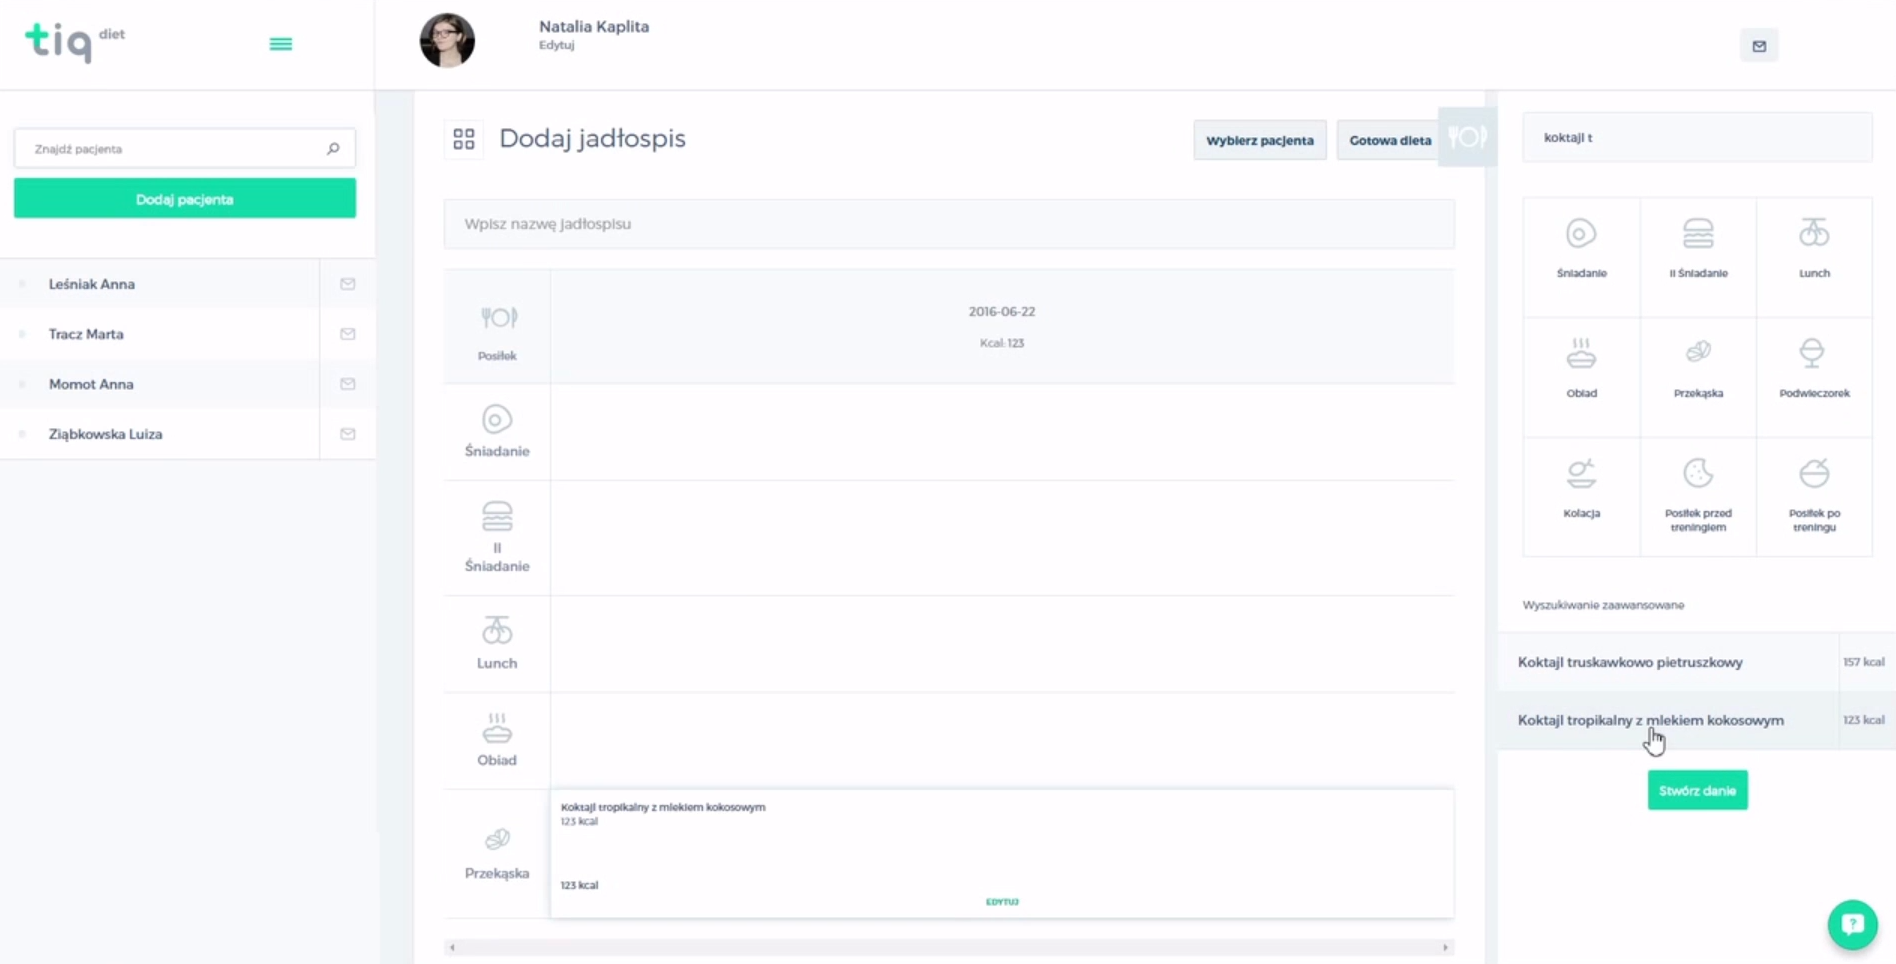 tiq diet
Natalia Kaplita
Edytuj
Znajdź pacjenta
Dodaj pacjenta
Leśniak Anna
Tracz Marta
Momot Anna
Ziąbkowska Luiza
Dodaj jadłospis
Wybierz pacjenta
Gotowa dieta
Wpisz nazwę jadłospisu
Posiłek
2016-06-22
Kcal: 123
Śniadanie
II
Śniadanie
Lunch
Obiad
Przekąska
Koktajl tropikalny z mlekiem kokosowym
123 kcal
123 kcal
EDYTUJ
koktajl t
Śniadanie
II Śniadanie
Lunch
Obiad
Przekąska
Podwieczorek
Kolacja
Posiłek przed
treningiem
Posiłek po
treningu
Wyszukiwanie zaawansowane
Koktajl truskawkowo pietruszkowy
157 kcal
Koktajl tropikalny z mlekiem kokosowym
123 kcal
Stwórz danie
?